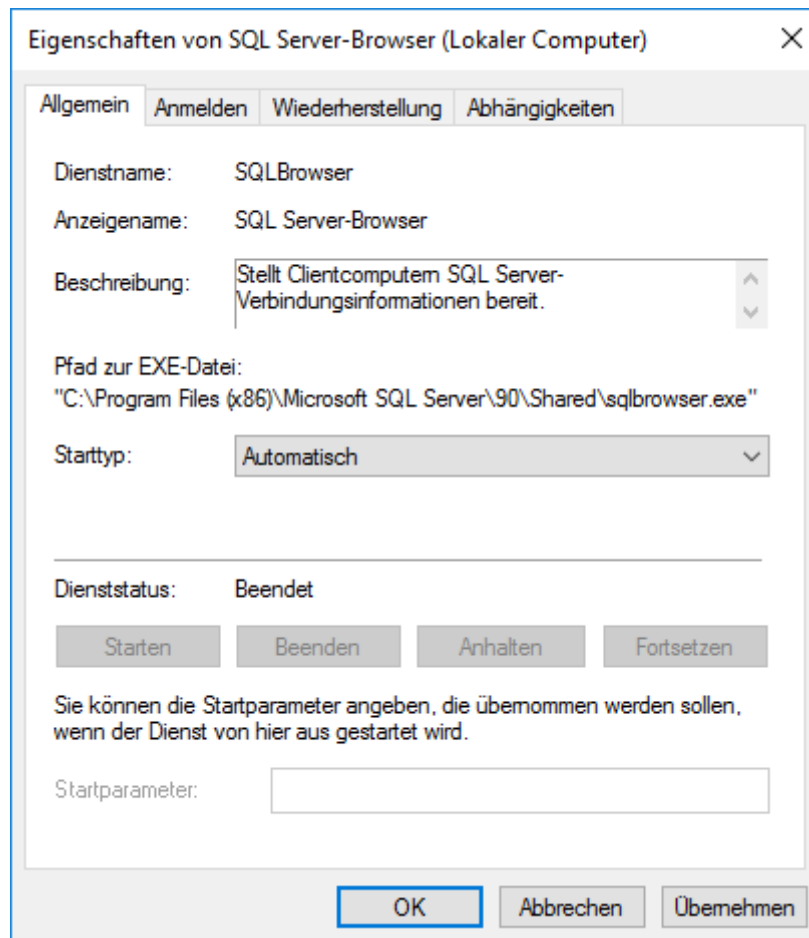 Eigenschaften von SQL Server-Browser (Lokaler Computer)
Allgemein Anmelden Wiederherstellung Abhängigkeiten
Dienstname: SQLBrowser
Anzeigename: SQL Server-Browser
Beschreibung: Stellt Clientcomputern SQL Server-
Verbindungsinformationen bereit.
Pfad zur EXE-Datei:
"C:\Program Files (x86)\Microsoft SQL Server\90\Shared\sqlbrowser.exe"
Starttyp: Automatisch
Dienststatus: Beendet
Starten Beenden Anhalten Fortsetzen
Sie können die Startparameter angeben, die übernommen werden sollen,
wenn der Dienst von hier aus gestartet wird.
Startparameter:
OK Abbrechen Übernehmen